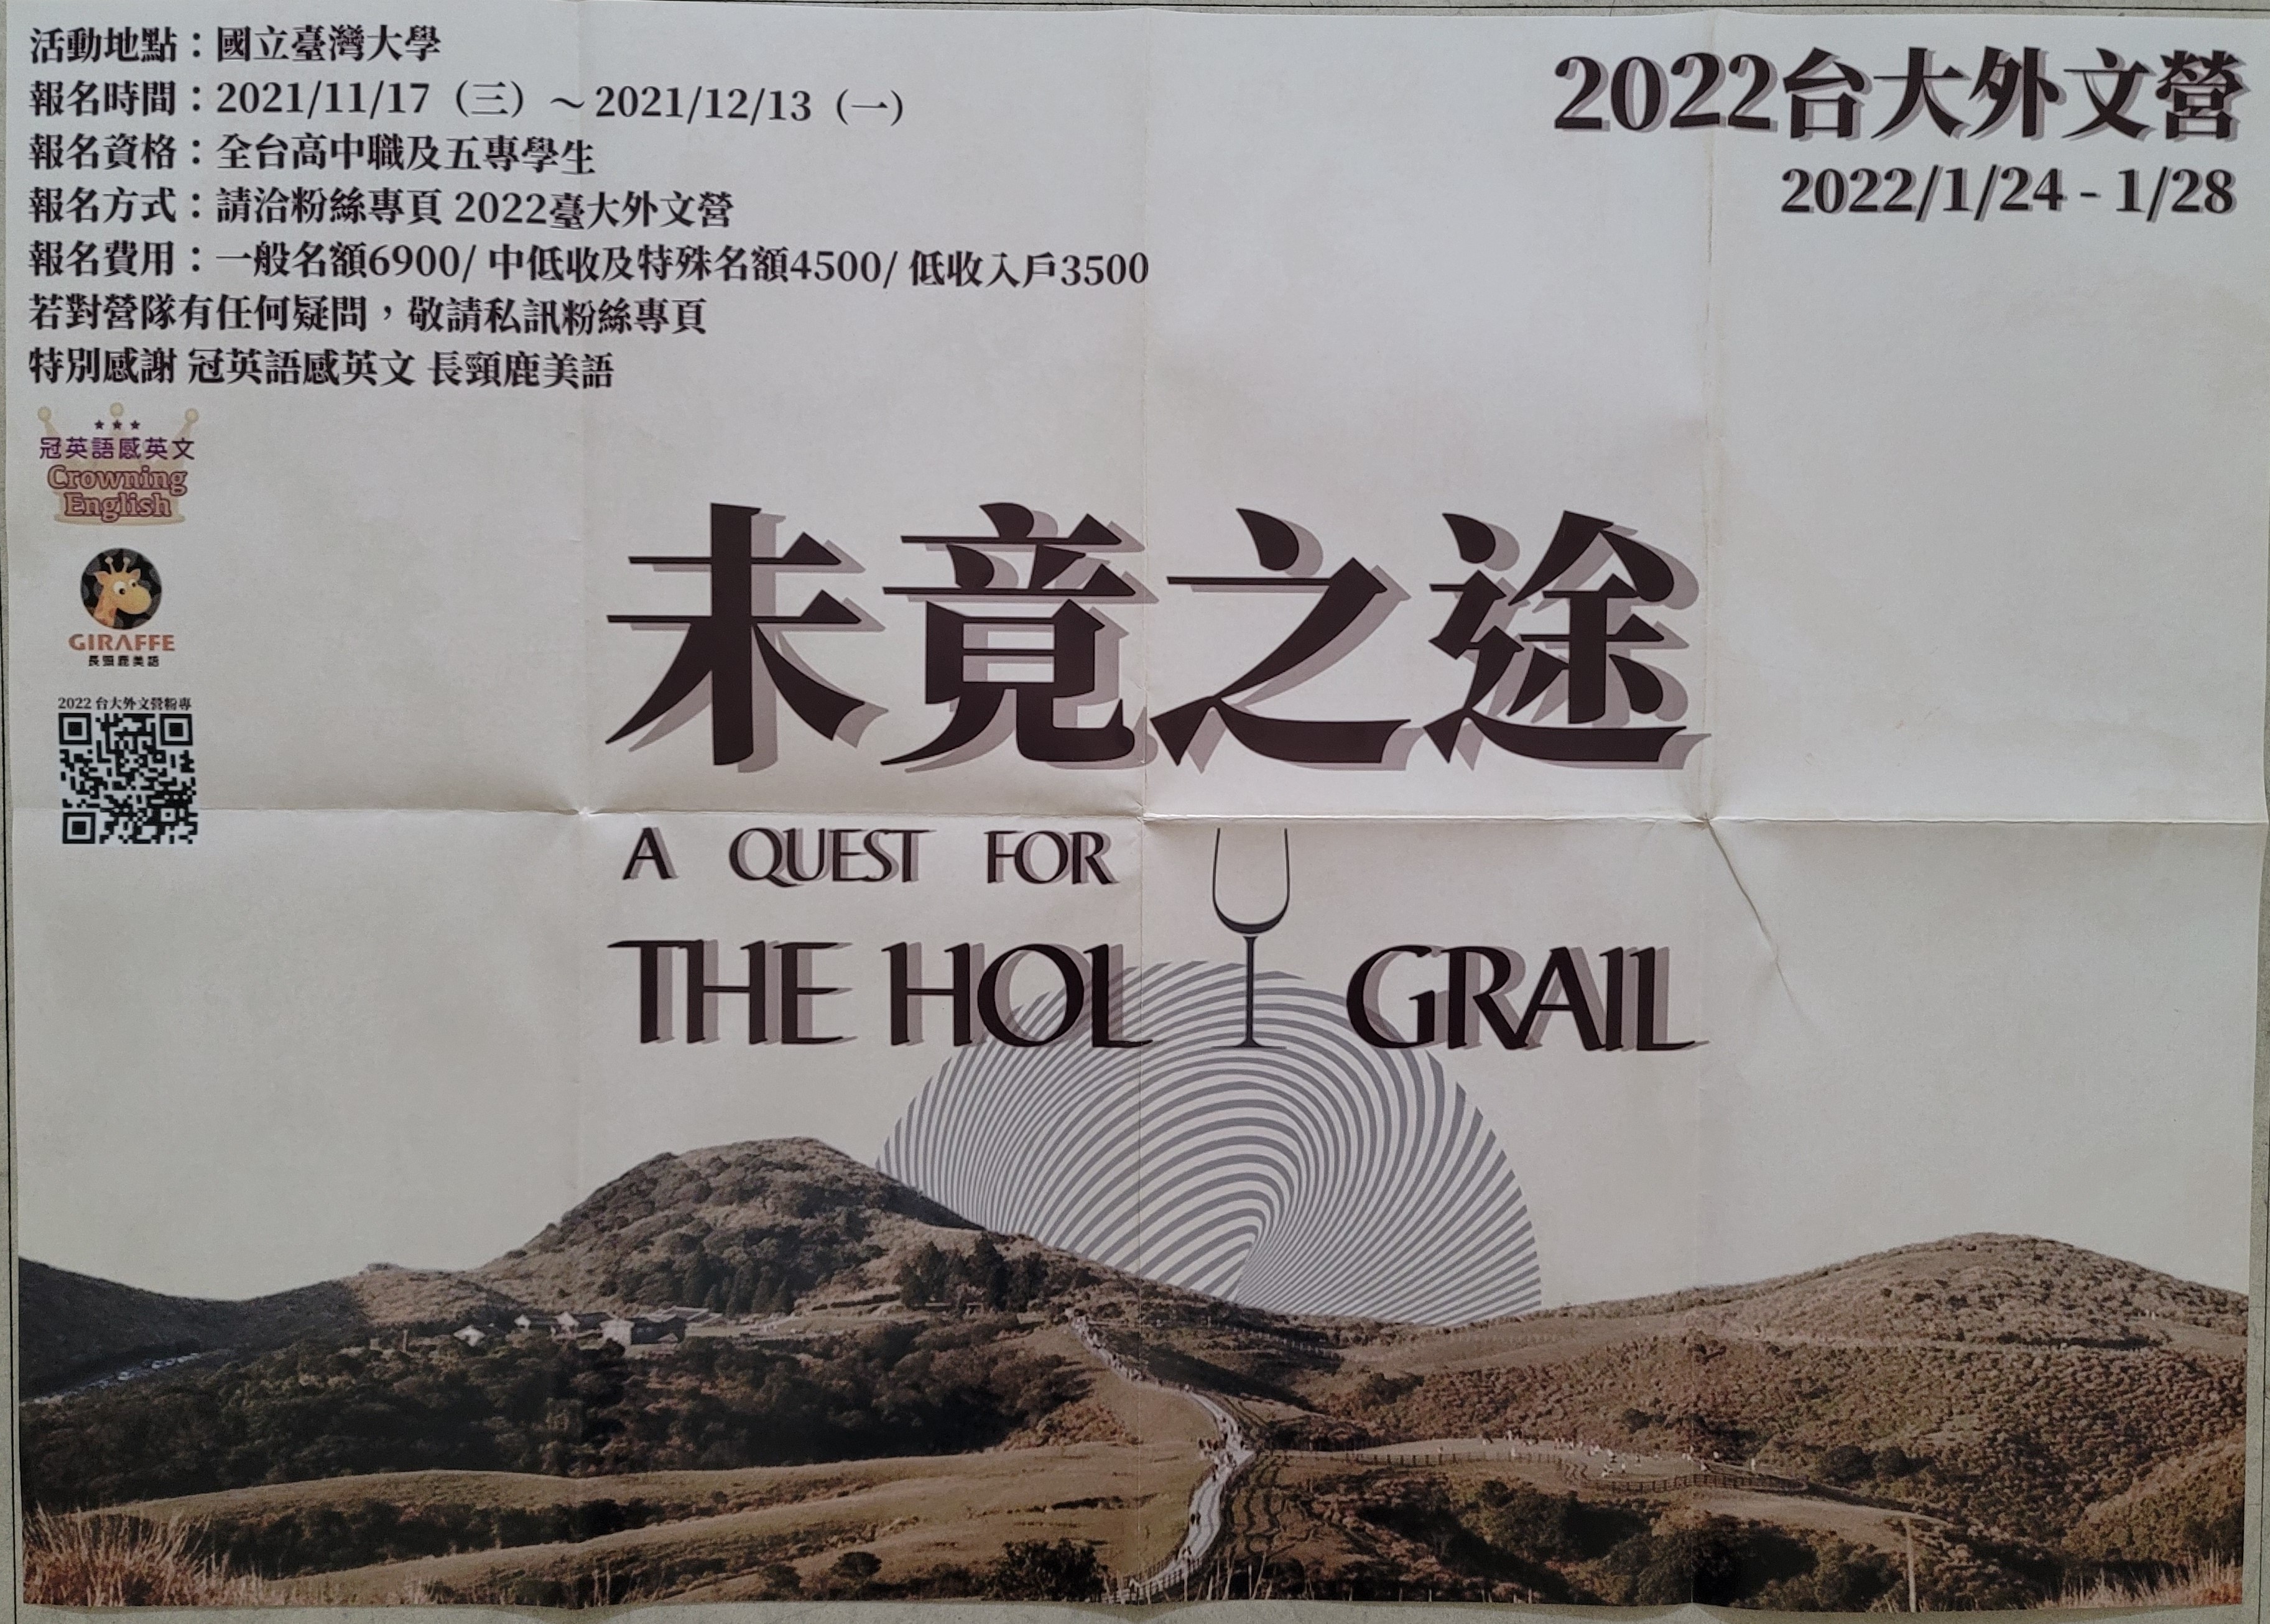 活動地點：國立臺灣大學
報名時間：2021/11/17（三）～2021/12/13（一）
報名資格：全台高中職及五專學生
報名方式：請洽粉絲專頁 2022臺大外文營
報名費用：一般名額6900/ 中低收及特殊名額4500/ 低收入戶3500
若對營隊有任何疑問，敬請私訊粉絲專頁
特別感謝 冠英語感英文 長頸鹿美語
冠英語感英文
Crowning
English
GIRAFFE
長頸鹿美語
2022 台大外文營粉專
2022台大外文營
2022/1/24 - 1/28
未竟之途
A QUEST FOR
THE HOLY GRAIL